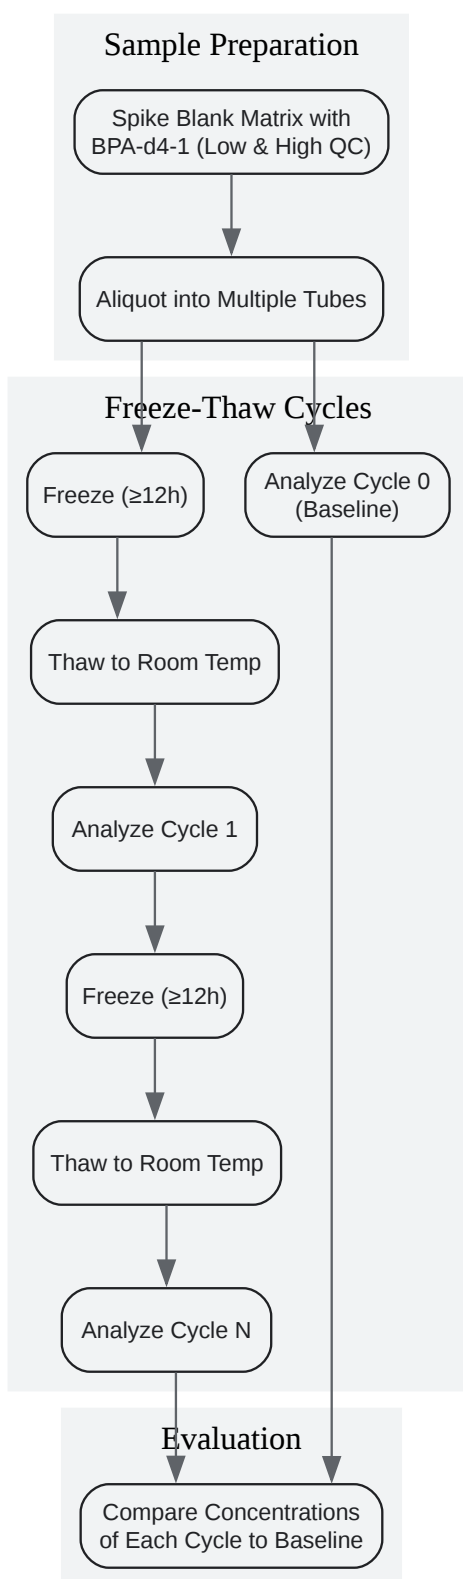 Sample Preparation
Spike Blank Matrix with
BPA-d4-1 (Low & High QC)
Aliquot into Multiple Tubes
Freeze-Thaw Cycles
Freeze (≥12h)
Analyze Cycle 0
(Baseline)
Thaw to Room Temp
Analyze Cycle 1
Freeze (≥12h)
Thaw to Room Temp
Analyze Cycle N
Evaluation
Compare Concentrations
of Each Cycle to Baseline